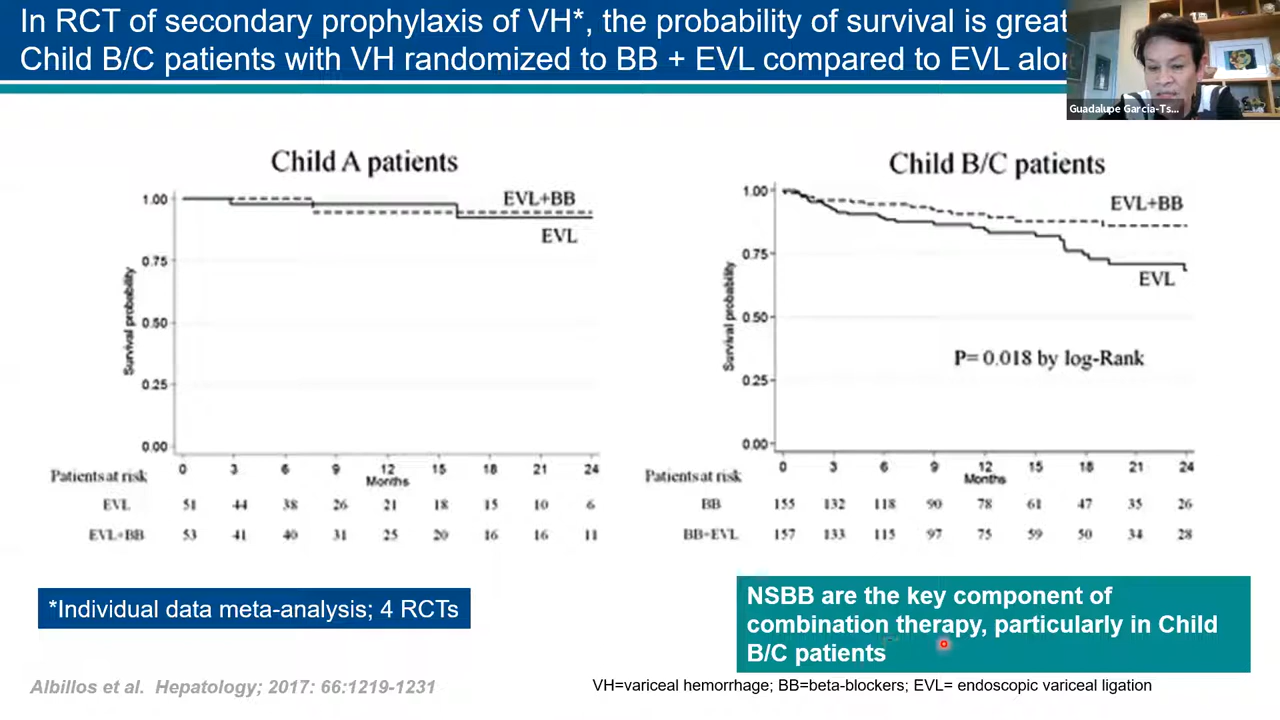 In RCT of secondary prophylaxis of VH*, the probability of survival is great
Child B/C patients with VH randomized to BB + EVL compared to EVL alon
Guadalupe Garcia-Ts...
Child A patients
1.00
0.75
0.50
0.25
0.00
Survival probability
EVL+BB
EVL
0 3 6 9 12 15 18 21 24
Months
Patients at risk
EVL 51 44 38 26 21 18 15 10 6
EVL+BB 53 41 40 31 25 20 16 16 11
Child B/C patients
1.00
0.75
0.50
0.25
0.00
Survival probability
EVL+BB
EVL
P= 0.018 by log-Rank
0 3 6 9 12 15 18 21 24
Months
Patients at risk
BB 155 132 118 90 78 61 47 35 26
BB+EVL 157 133 115 97 75 59 50 34 28
*Individual data meta-analysis; 4 RCTs
NSBB are the key component of
combination therapy, particularly in Child
B/C patients
Albillos et al. Hepatology; 2017: 66:1219-1231
VH=variceal hemorrhage; BB=beta-blockers; EVL= endoscopic variceal ligation